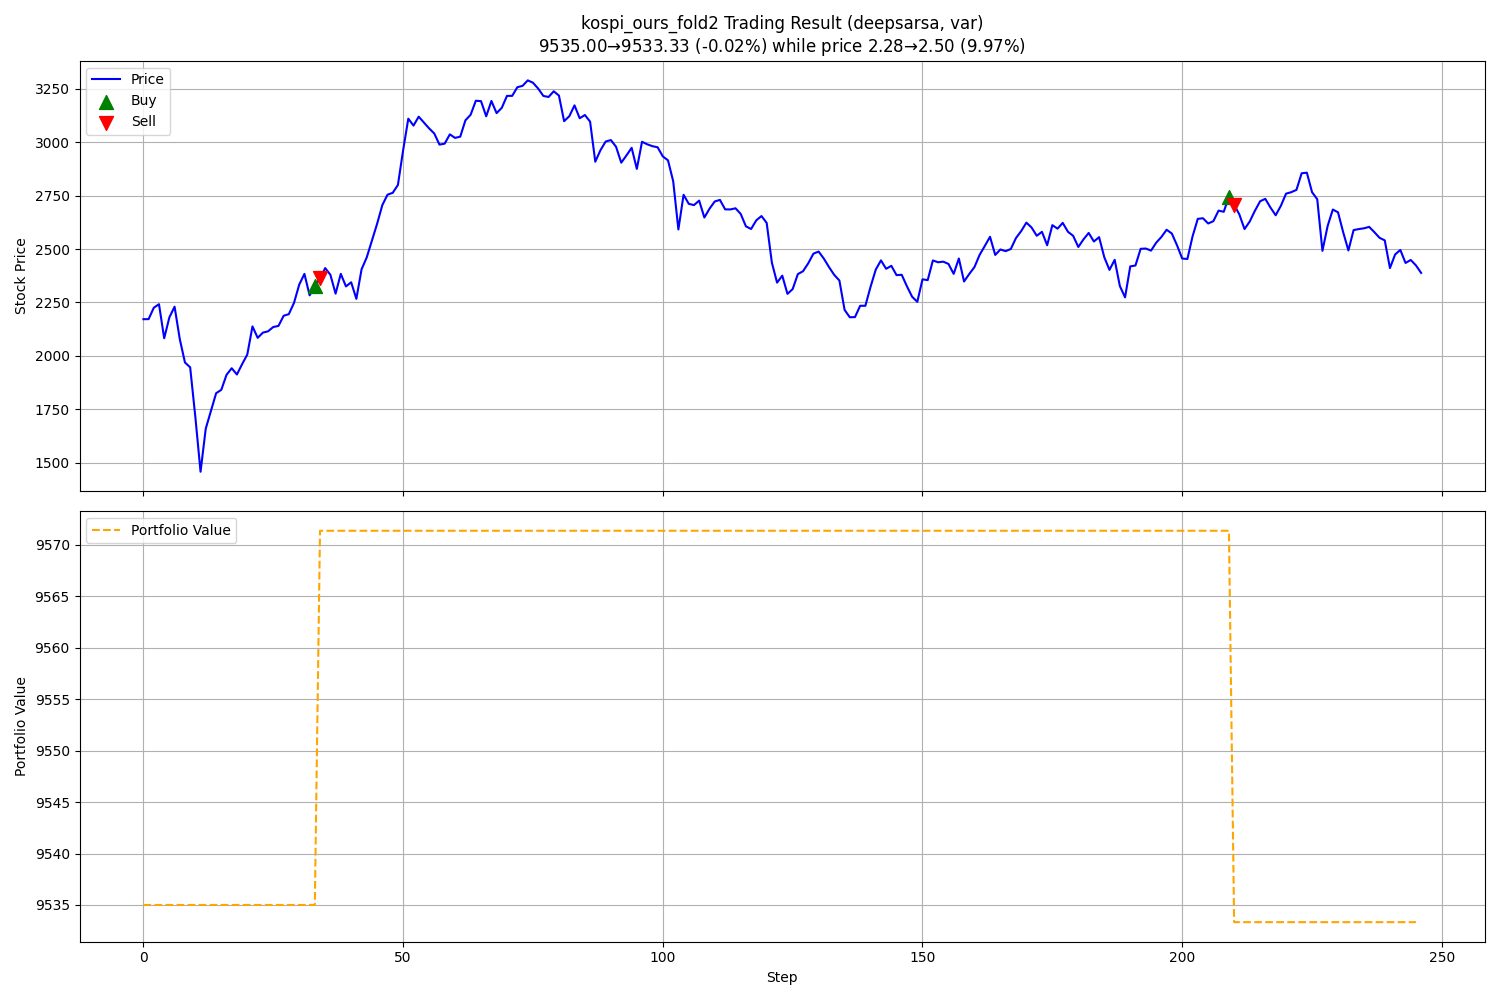 kospi_ours_fold2 Trading Result (deepsarsa, var)
9535.00→9533.33 (-0.02%) while price 2.28→2.50 (9.97%)
Price
Buy
Sell
Stock Price
3250
3000
2750
2500
2250
2000
1750
1500
Portfolio Value
Portfolio Value
9570
9565
9560
9555
9550
9545
9540
9535
0
50
100
150
200
250
Step